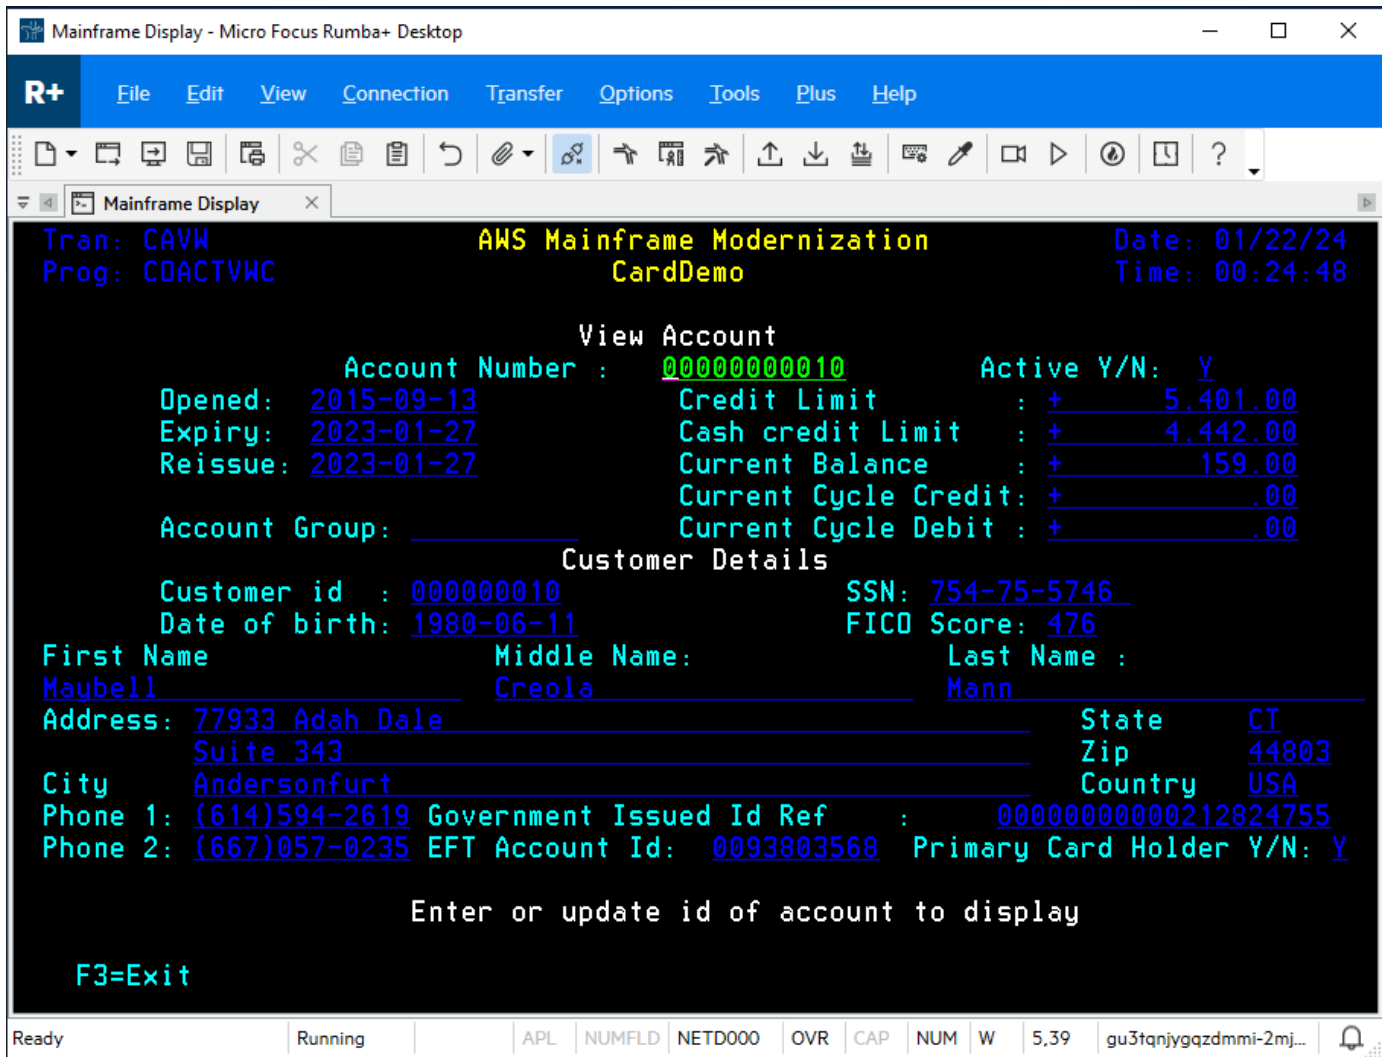 Mainframe Display - Micro Focus Rumba+ Desktop
R+ File Edit View Connection Transfer Options Tools Plus Help
Mainframe Display
Tran: CAVW AWS Mainframe Modernization Date: 01/22/24
Prog: COACTVWC CardDemo Time: 00:24:48
View Account
Account Number : 00000000010 Active Y/N: Y
Opened: 2015-09-13 Credit Limit : + 5,401.00
Expiry: 2023-01-27 Cash credit Limit : + 4,442.00
Reissue: 2023-01-27 Current Balance : + 159.00
Current Cycle Credit: + .00
Account Group: Current Cycle Debit : + .00
Customer Details
Customer id : 000000010 SSN: 754-75-5746
Date of birth: 1980-06-11 FICO Score: 476
First Name Middle Name: Last Name :
Maybell Creola Mann
Address: 77933 Adah Dale State CT
Suite 343 Zip 44803
City Andersonfurt Country USA
Phone 1: (614)594-2619 Government Issued Id Ref : 00000000000212824755
Phone 2: (667)057-0235 EFT Account Id: 0093803568 Primary Card Holder Y/N: Y
Enter or update id of account to display
F3=Exit
Ready Running APL NUMFLD NETD000 OVR CAP NUM W 5,39 gu3tqnjygqzdmmi-2mj...